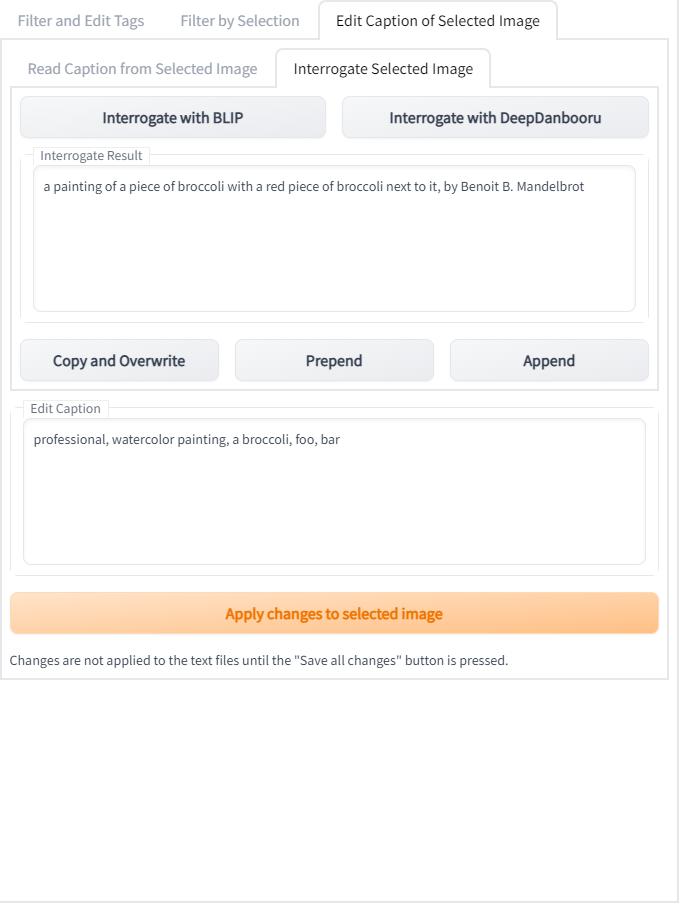 Filter and Edit Tags Filter by Selection Edit Caption of Selected Image
Read Caption from Selected Image Interrogate Selected Image
Interrogate with BLIP Interrogate with DeepDanbooru
Interrogate Result
a painting of a piece of broccoli with a red piece of broccoli next to it, by Benoit B. Mandelbrot
Copy and Overwrite Prepend Append
Edit Caption
professional, watercolor painting, a broccoli, foo, bar
Apply changes to selected image
Changes are not applied to the text files until the "Save all changes" button is pressed.